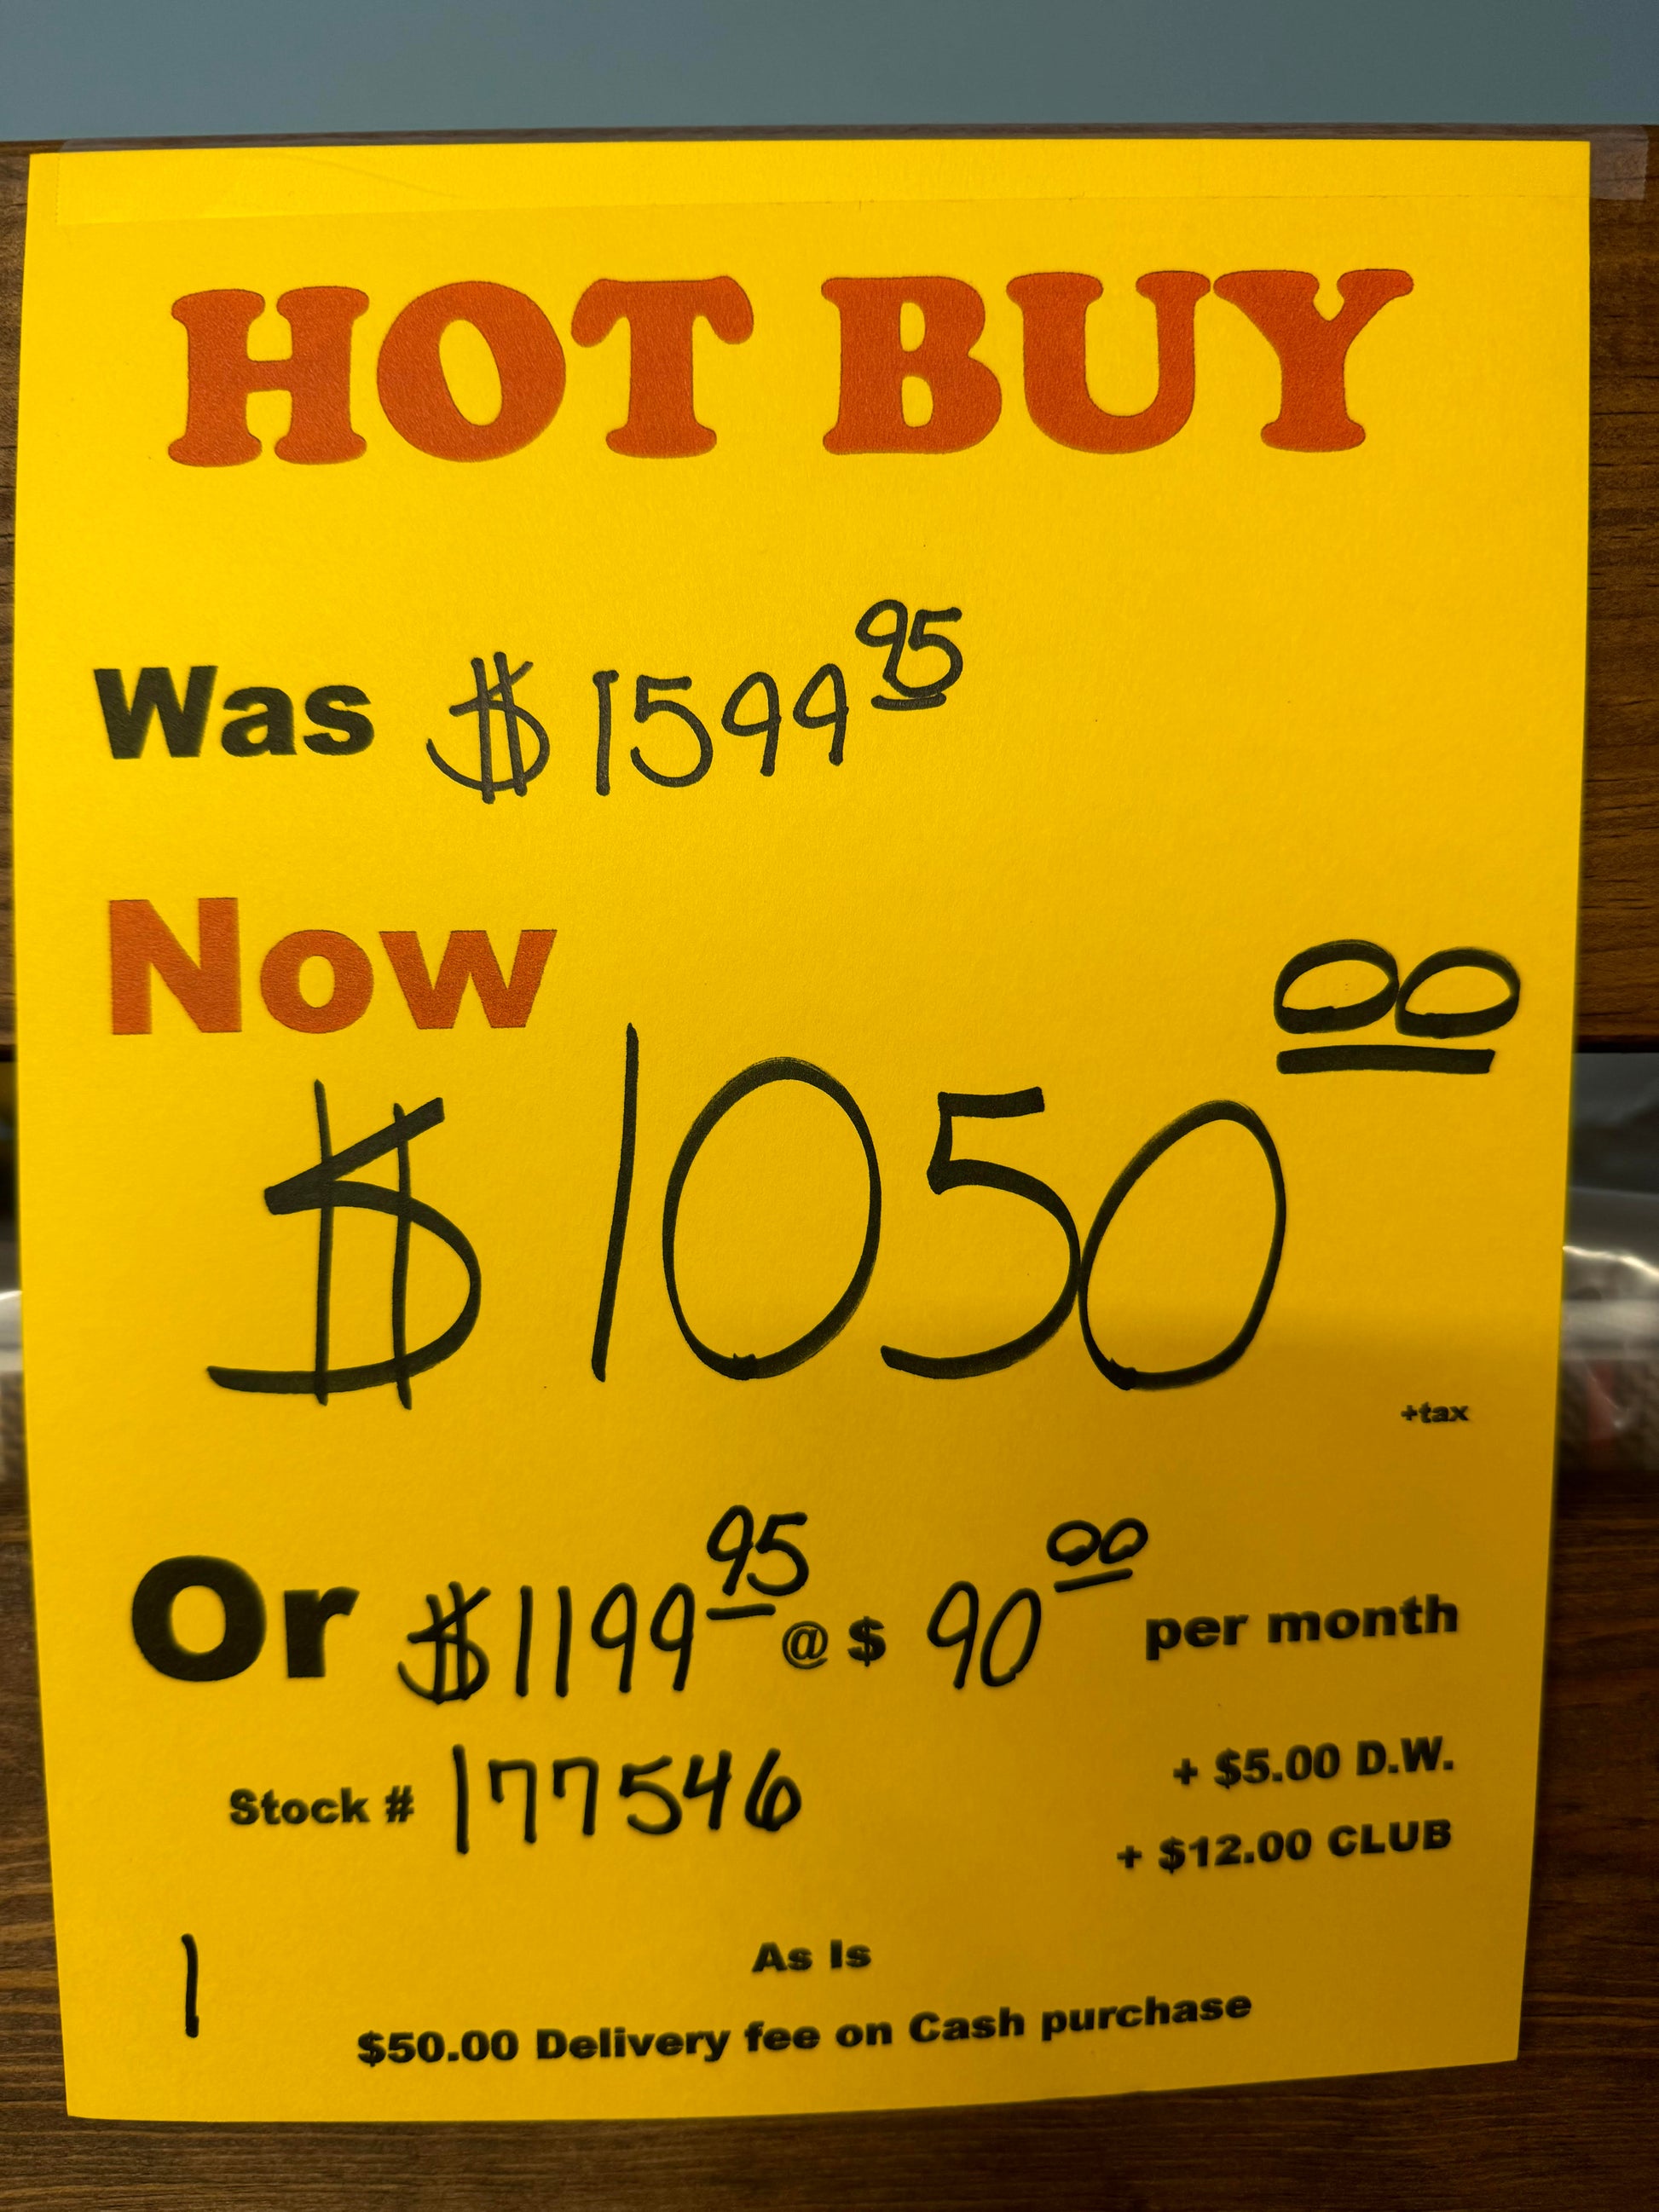 HOT BUY
Was $1599 95
Now
$1050 00
+tax
Or $1199 95 @ $ 90 00 per month
Stock # 177546
+ $5.00 D.W.
+ $12.00 CLUB
1
As Is
$50.00 Delivery fee on Cash purchase